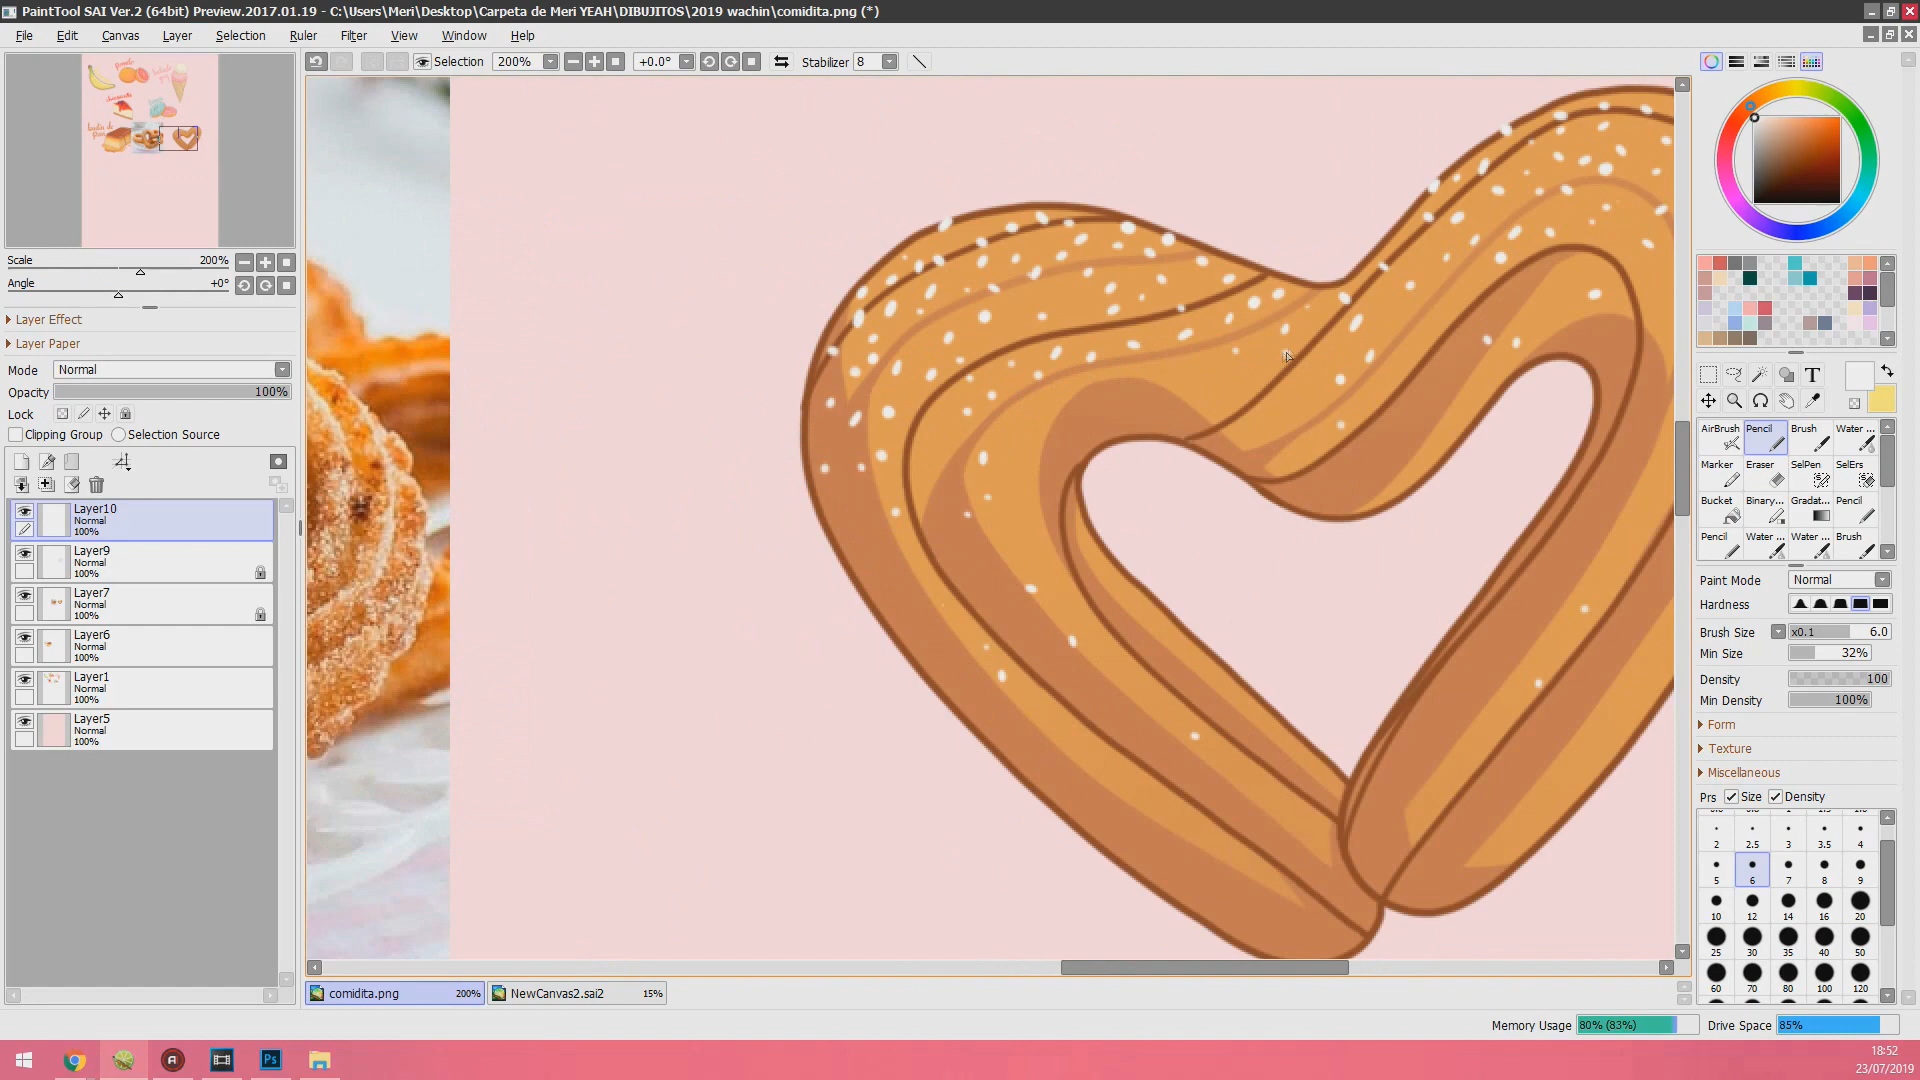 PaintTool SAI Ver.2 (64bit) Preview.2017.01.19 - C:\Users\Meri\Desktop\Carpeta de Meri YEAH\DIBUJITOS\2019 wachin\comidita.png (*)
File Edit Canvas Layer Selection Ruler Filter View Window Help
Selection 200% +0.0° Stabilizer 8
Scale 200%
Angle +0°
Layer Effect
Layer Paper
Mode Normal
Opacity 100%
Lock
Clipping Group Selection Source
Layer10
Normal
100%
Layer9
Normal
100%
Layer7
Normal
100%
Layer6
Normal
100%
Layer1
Normal
100%
Layer5
Normal
100%
T
AirBrush Pencil Brush Water ...
Marker Eraser SelPen SelErs
Bucket Binary... Gradat... Pencil
Pencil Water ... Water ... Brush
Paint Mode Normal
Hardness
Brush Size x0.1 6.0
Min Size 32%
Density 100
Min Density 100%
Form
Texture
Miscellaneous
Prs Size Density
2 2.5 3 3.5 4
5 6 7 8 9
10 12 14 16 20
25 30 35 40 50
60 70 80 100 120
comidita.png 200% NewCanvas2.sai2 15%
Memory Usage 80% (83%) Drive Space 85%
Ps
18:52
23/07/2019